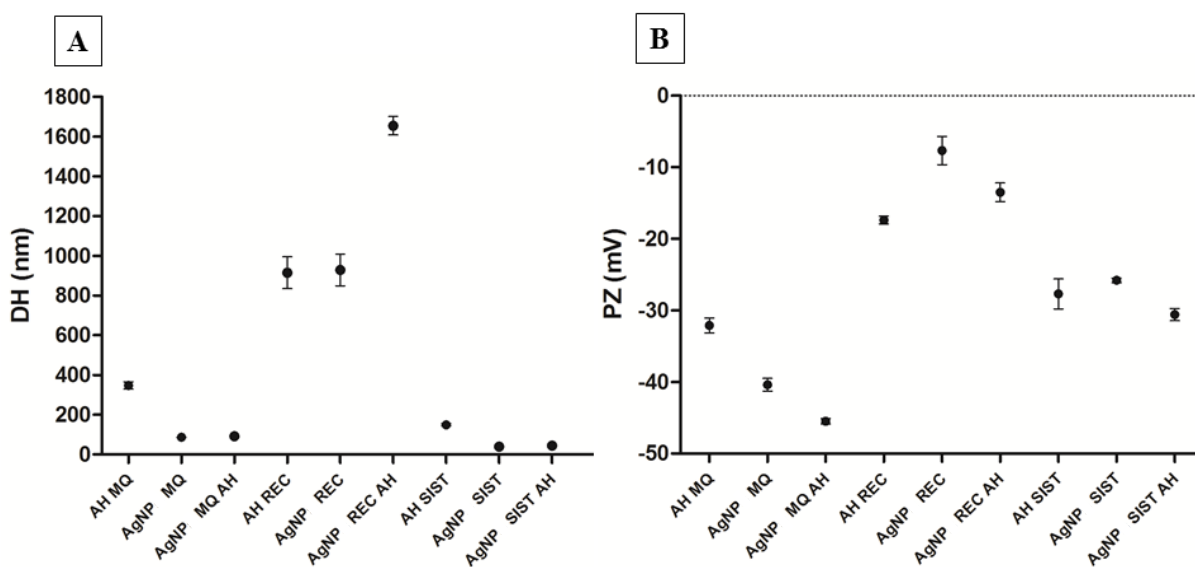 A
DH (nm)
1800
1600
1400
1200
1000
800
600
400
200
0
AH MQ
AgNP MQ
AgNP MQ AH
AH REC
AgNP REC
AgNP REC AH
AH SIST
AgNP SIST
AgNP SIST AH
B
PZ (mV)
0
-10
-20
-30
-40
-50
AH MQ
AgNP MQ
AgNP MQ AH
AH REC
AgNP REC
AgNP REC AH
AH SIST
AgNP SIST
AgNP SIST AH